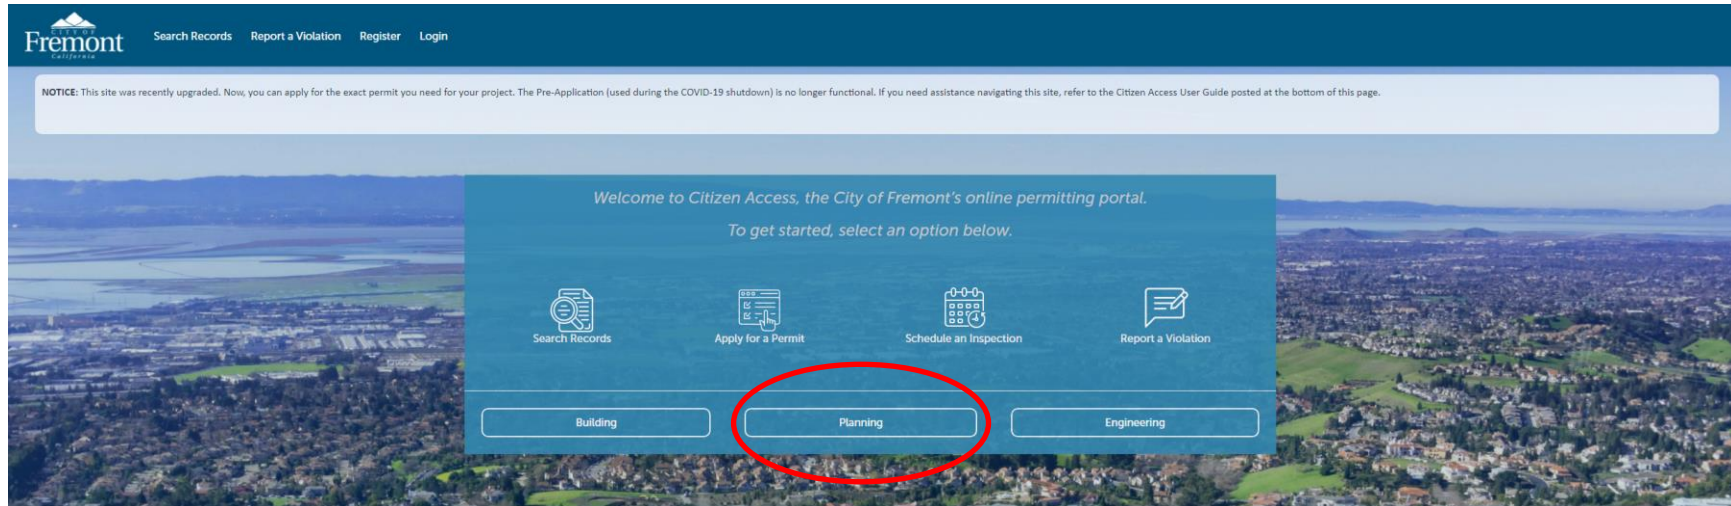 CITY OF
Fremont
California
Search Records Report a Violation Register Login
NOTICE: This site was recently upgraded. Now, you can apply for the exact permit you need for your project. The Pre-Application (used during the COVID-19 shutdown) is no longer functional. If you need assistance navigating this site, refer to the Citizen Access User Guide posted at the bottom of this page.
Welcome to Citizen Access, the City of Fremont's online permitting portal.
To get started, select an option below.
Search Records Apply for a Permit Schedule an Inspection Report a Violation
Building Planning Engineering